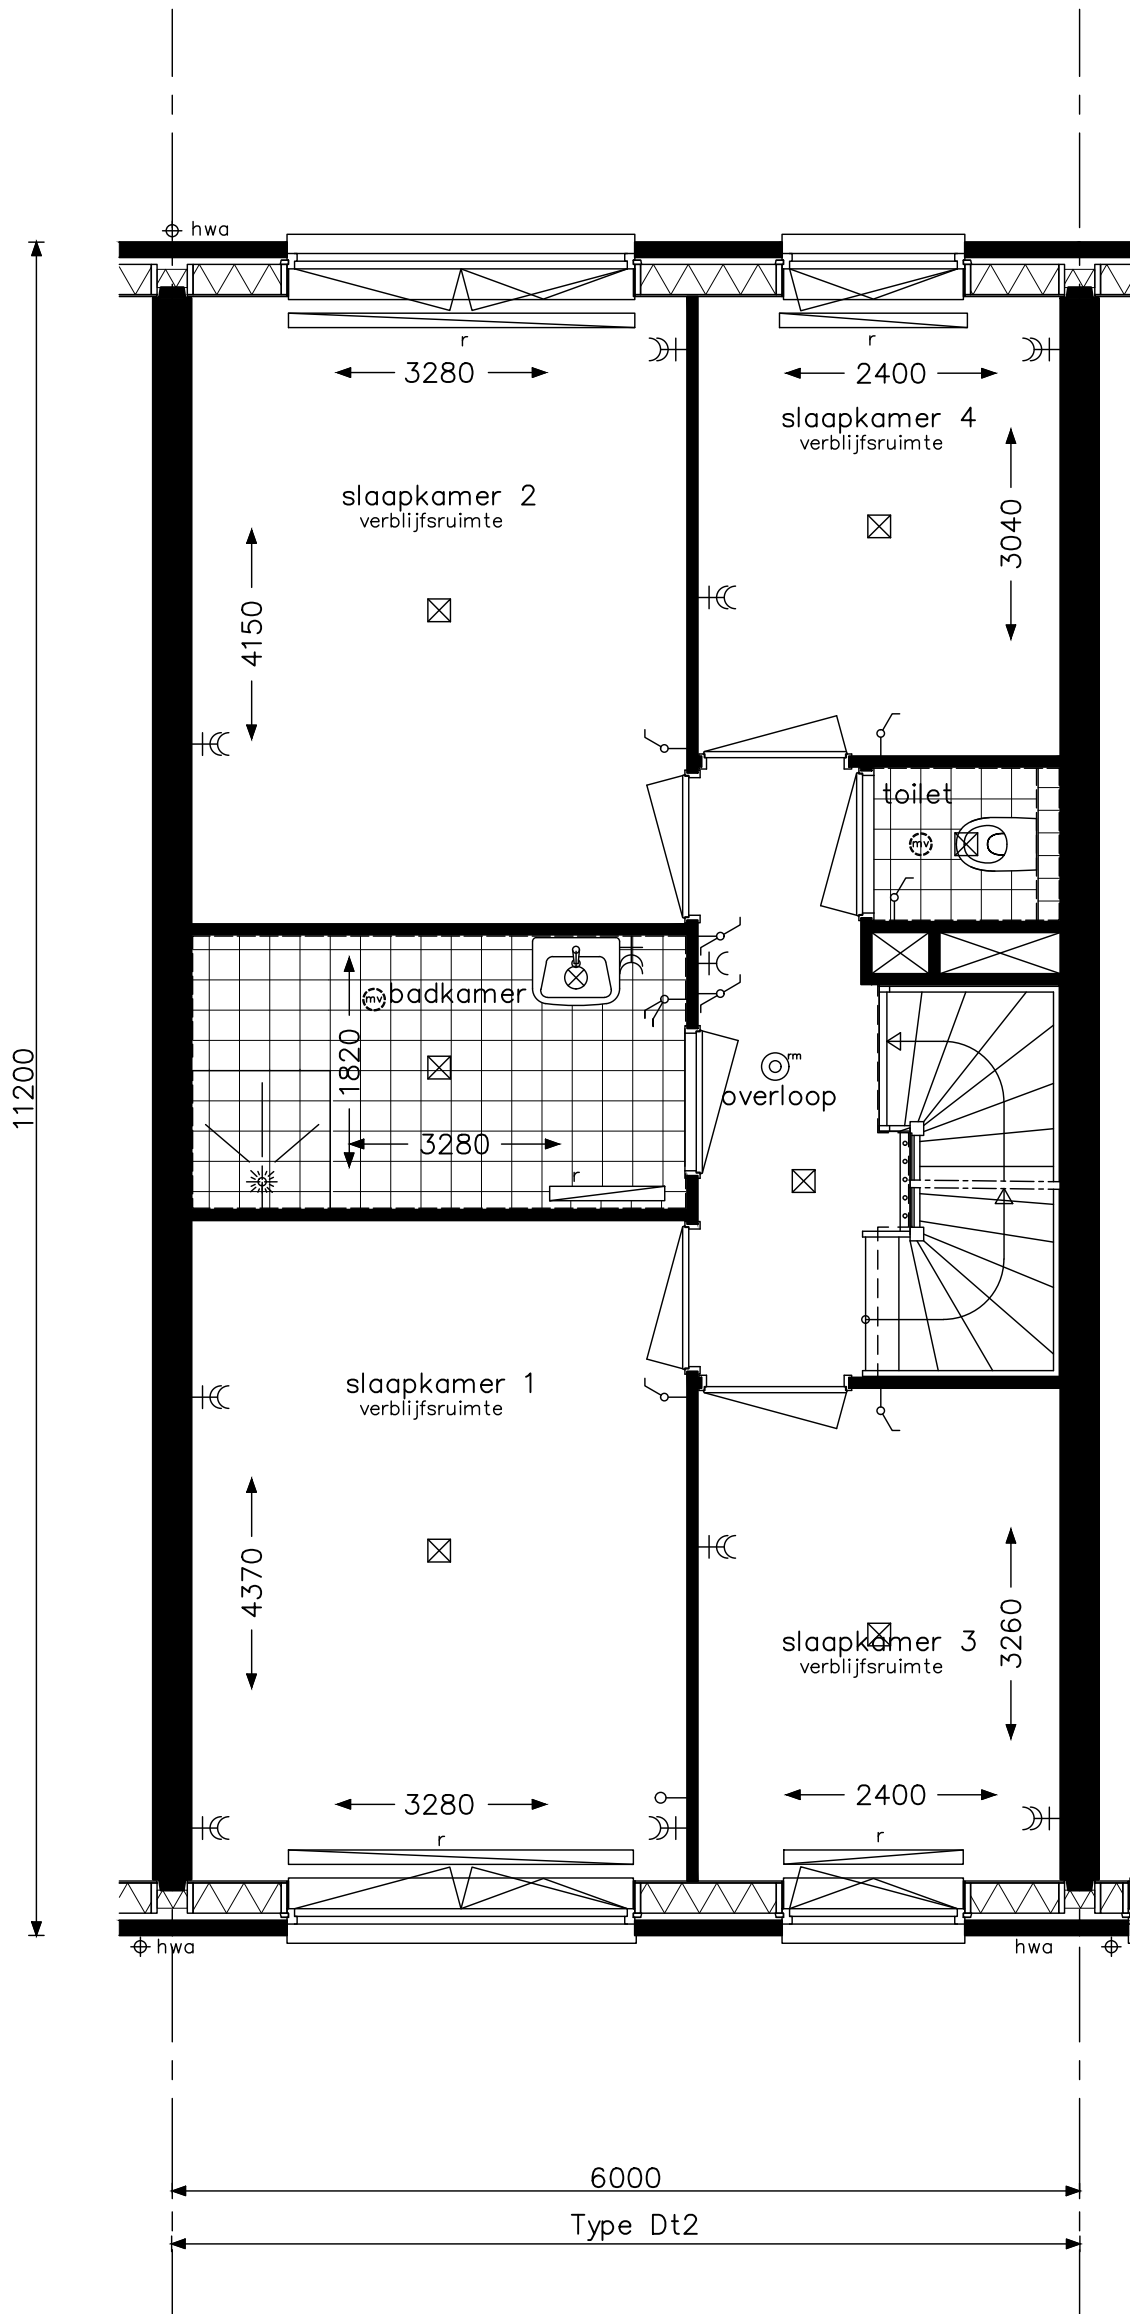 hwa
r
r
3280
2400
slaapkamer 4
verblijfsruimte
slaapkamer 2
verblijfsruimte
3040
4150
toilet
mv
mv
badkamer
1820
rm
overloop
11200
3280
r
slaapkamer 1
verblijfsruimte
4370
slaapkamer 3
verblijfsruimte
3260
3280
2400
r
r
hwa
hwa
6000
Type Dt2